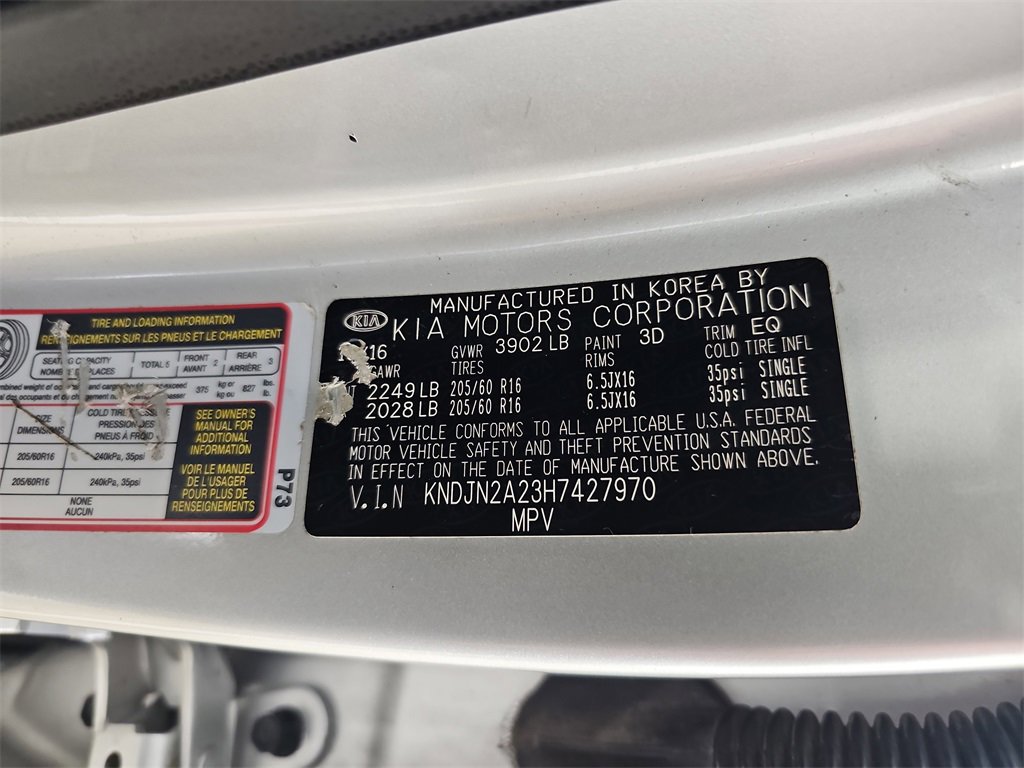 TIRE AND LOADING INFORMATION
RENSEIGNEMENTS SUR LES PNEUS ET LE CHARGEMENT
SEATING CAPACITY TOTAL 5 FRONT 2 REAR 3
NOMBRE DE PLACES AVANT ARRIÈRE
exceed 375 kg or 827 lbs.
passer kg ou lb.
SIZE COLD TIRE
DIMENSIONS PRESSION DES
PNEUS À FROID
205/60R16 240kPa, 35psi
205/60R16 240kPa, 35psi
NONE
AUCUN
SEE OWNER'S
MANUAL FOR
ADDITIONAL
INFORMATION
VOIR LE MANUEL
DE L'USAGER
POUR PLUS DE
RENSEIGNEMENTS
P73
MANUFACTURED IN KOREA BY
KIA KIA MOTORS CORPORATION
16 GVWR 3902 LB PAINT 3D TRIM EQ
GAWR TIRES RIMS COLD TIRE INFL
2249 LB 205/60 R16 6.5JX16 35psi SINGLE
2028 LB 205/60 R16 6.5JX16 35psi SINGLE
THIS VEHICLE CONFORMS TO ALL APPLICABLE U.S.A. FEDERAL
MOTOR VEHICLE SAFETY AND THEFT PREVENTION STANDARDS
IN EFFECT ON THE DATE OF MANUFACTURE SHOWN ABOVE.
V.I.N KNDJN2A23H7427970
MPV